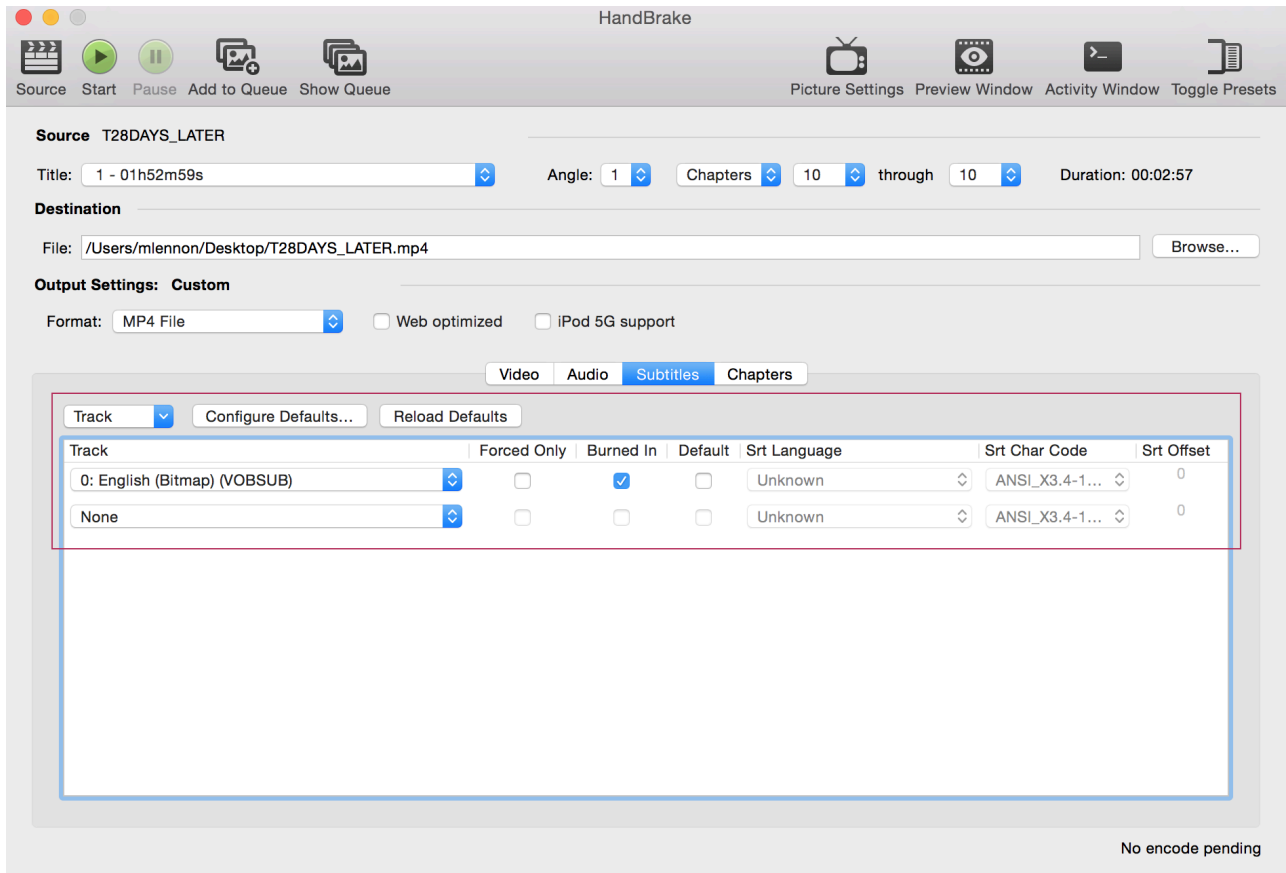 HandBrake
Source Start Pause Add to Queue Show Queue Picture Settings Preview Window Activity Window Toggle Presets
Source T28DAYS_LATER
Title: 1 - 01h52m59s Angle: 1 Chapters 10 through 10 Duration: 00:02:57
Destination
File: /Users/mlennon/Desktop/T28DAYS_LATER.mp4 Browse...
Output Settings: Custom
Format: MP4 File Web optimized iPod 5G support
Video Audio Subtitles Chapters
Track Configure Defaults... Reload Defaults
Track Forced Only Burned In Default Srt Language Srt Char Code Srt Offset
0: English (Bitmap) (VOBSUB) Unknown ANSI_X3.4-1... 0
None Unknown ANSI_X3.4-1... 0
No encode pending